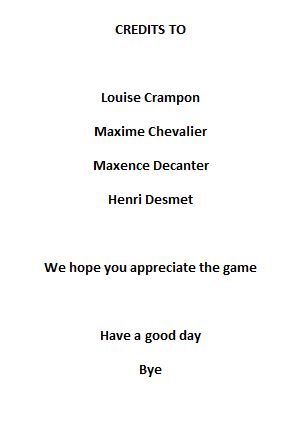 CREDITS TO
Louise Crampon
Maxime Chevalier
Maxence Decanter
Henri Desmet
We hope you appreciate the game
Have a good day
Bye